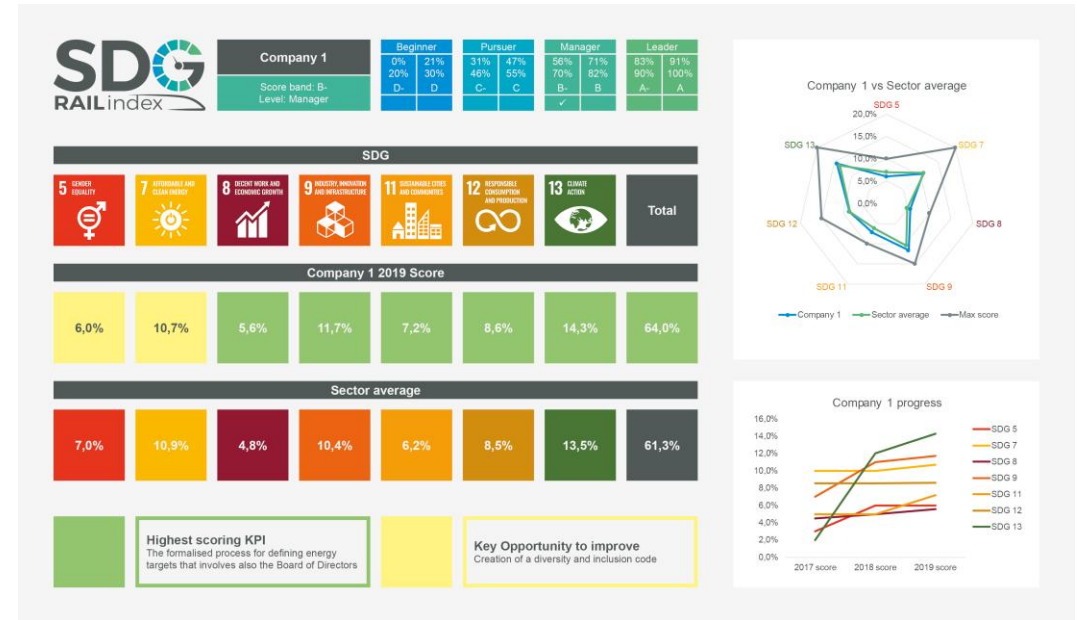 SDG
RAILindex
Company 1
Score band: B-
Level: Manager
Beginner Pursuer Manager Leader
0% 21% 31% 47% 56% 71% 83% 91%
20% 30% 46% 55% 70% 82% 90% 100%
D- D C- C B- B A- A
✓
SDG
5 GENDER
EQUALITY
7 AFFORDABLE AND
CLEAN ENERGY
8 DECENT WORK AND
ECONOMIC GROWTH
9 INDUSTRY, INNOVATION
AND INFRASTRUCTURE
11 SUSTAINABLE CITIES
AND COMMUNITIES
12 RESPONSIBLE
CONSUMPTION
AND PRODUCTION
13 CLIMATE
ACTION
Total
Company 1 2019 Score
6,0% 10,7% 5,6% 11,7% 7,2% 8,6% 14,3% 64,0%
Sector average
7,0% 10,9% 4,8% 10,4% 6,2% 8,5% 13,5% 61,3%
Highest scoring KPI
The formalised process for defining energy
targets that involves also the Board of Directors
Key Opportunity to improve
Creation of a diversity and inclusion code
Company 1 vs Sector average
SDG 5
20,0%
15,0%
10,0%
5,0%
0,0%
SDG 7
SDG 8
SDG 9
SDG 11
SDG 12
SDG 13
Company 1 Sector average Max score
Company 1 progress
16,0%
14,0%
12,0%
10,0%
8,0%
6,0%
4,0%
2,0%
0,0%
2017 score 2018 score 2019 score
SDG 5
SDG 7
SDG 8
SDG 9
SDG 11
SDG 12
SDG 13